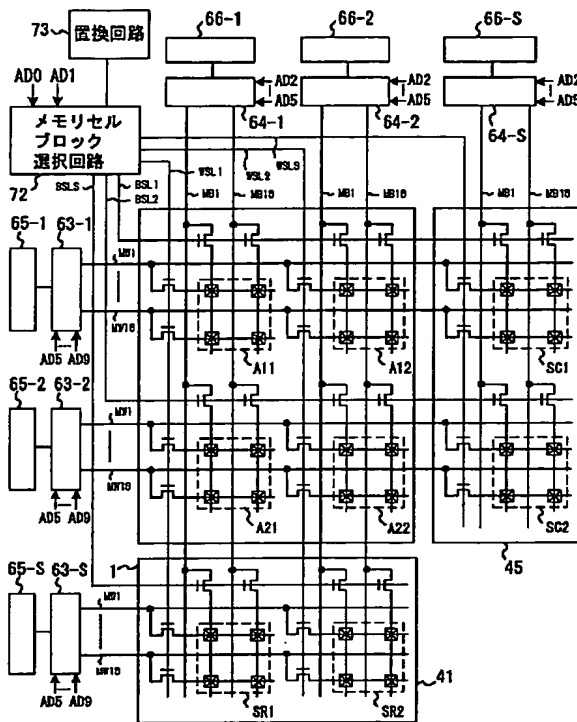 73
置換回路
66-1
66-2
66-S
AD0 AD1
AD2
AD5
AD2
AD5
AD2
AD5
メモリセル
ブロック
選択回路
64-1
64-2
64-S
72
BSLS
BSL1
BSL2
WSL1
WSL2
WSLS
MB1
MB16
MB1
MB16
MB1
MB16
65-1
63-1
MW1
MW16
AD5
AD9
A11
A12
SC1
65-2
63-2
MW1
MW16
AD5
AD9
A21
A22
SC2
45
65-S
63-S
1
MW1
MW16
AD5
AD9
SR1
SR2
41